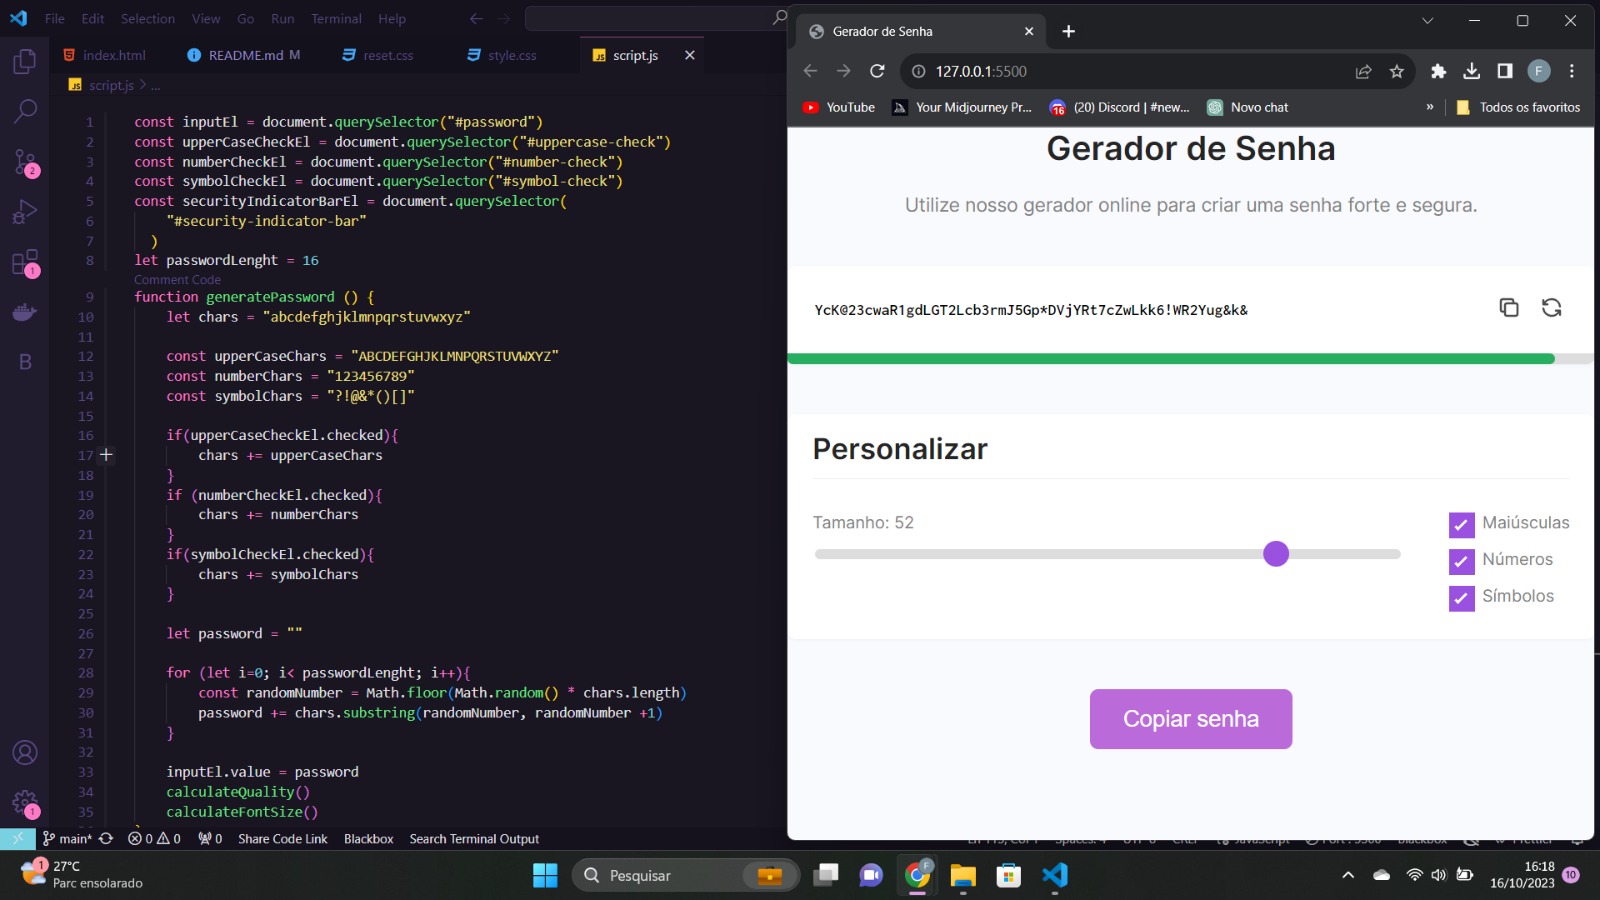 File Edit Selection View Go Run Terminal Help
index.html README.md M reset.css style.css script.js
script.js > ...
1 const inputEl = document.querySelector("#password")
2 const upperCaseCheckEl = document.querySelector("#uppercase-check")
3 const numberCheckEl = document.querySelector("#number-check")
4 const symbolCheckEl = document.querySelector("#symbol-check")
5 const securityIndicatorBarEl = document.querySelector(
6 "#security-indicator-bar"
7 )
8 let passwordLenght = 16
Comment Code
9 function generatePassword () {
10 let chars = "abcdefghjklmnpqrstuvwxyz"
11
12 const upperCaseChars = "ABCDEFGHJKLMNPQRSTUVWXYZ"
13 const numberChars = "123456789"
14 const symbolChars = "?!@&*()[]"
15
16 if(upperCaseCheckEl.checked){
17 chars += upperCaseChars
18 }
19 if (numberCheckEl.checked){
20 chars += numberChars
21 }
22 if(symbolCheckEl.checked){
23 chars += symbolChars
24 }
25
26 let password = ""
27
28 for (let i=0; i< passwordLenght; i++){
29 const randomNumber = Math.floor(Math.random() * chars.length)
30 password += chars.substring(randomNumber, randomNumber +1)
31 }
32
33 inputEl.value = password
34 calculateQuality()
35 calculateFontSize()
2
1
B
1
main* 0 0 0 Share Code Link Blackbox Search Terminal Output
Gerador de Senha
127.0.0.1:5500
F
YouTube Your Midjourney Pr... 16 (20) Discord | #new... Novo chat » Todos os favoritos
Gerador de Senha
Utilize nosso gerador online para criar uma senha forte e segura.
YcK@23cwaR1gdLGT2Lcb3rmJ5Gp*DVjYRt7cZwLkk6!WR2Yug&k&
Personalizar
Tamanho: 52
Maiúsculas
Números
Símbolos
Copiar senha
1 27°C
Parc ensolarado
Pesquisar
F
16:18
16/10/2023 10